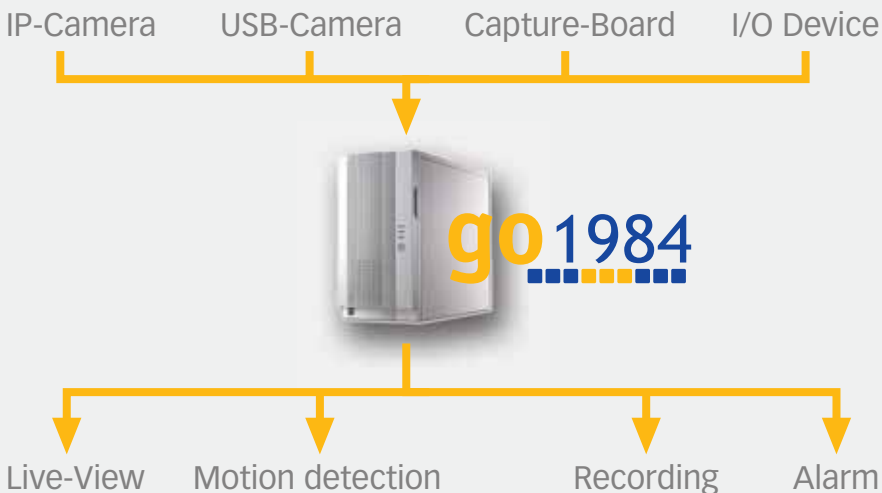 IP-Camera USB-Camera Capture-Board I/O Device
go1984
Live-View Motion detection Recording Alarm